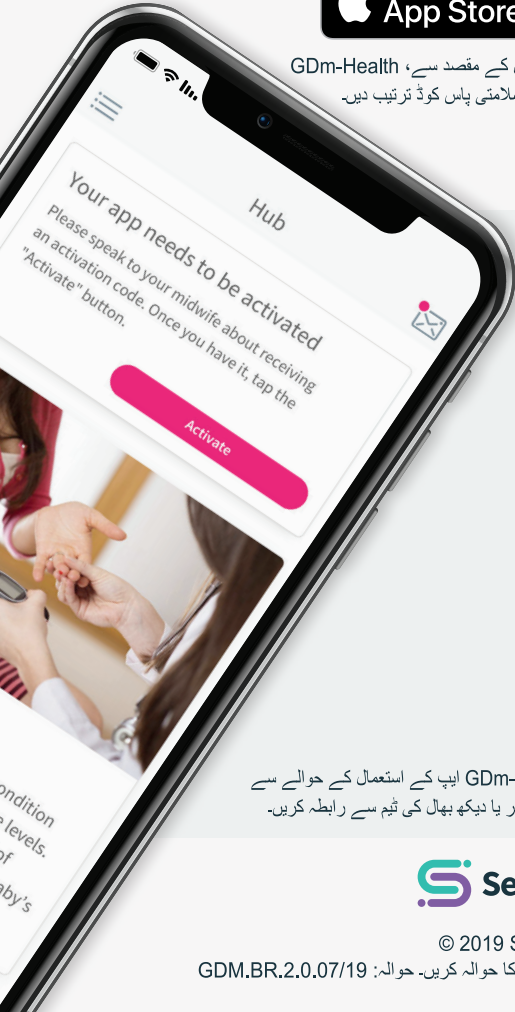 App Store
کے مقصد سے، GDm-Health
پاس کوڈ ترتیب دیں۔
Hub
Your app needs to be activated
Please speak to your midwife about receiving
an activation code. Once you have it, tap the
"Activate" button.
Activate
levels.
of
aby's
GDm- ایپ کے استعمال کے حوالے سے
یا دیکھ بھال کی ٹیم سے رابطہ کریں۔
Se
© 2019 S
کا حوالہ کریں۔ حوالہ: GDM.BR.2.0.07/19